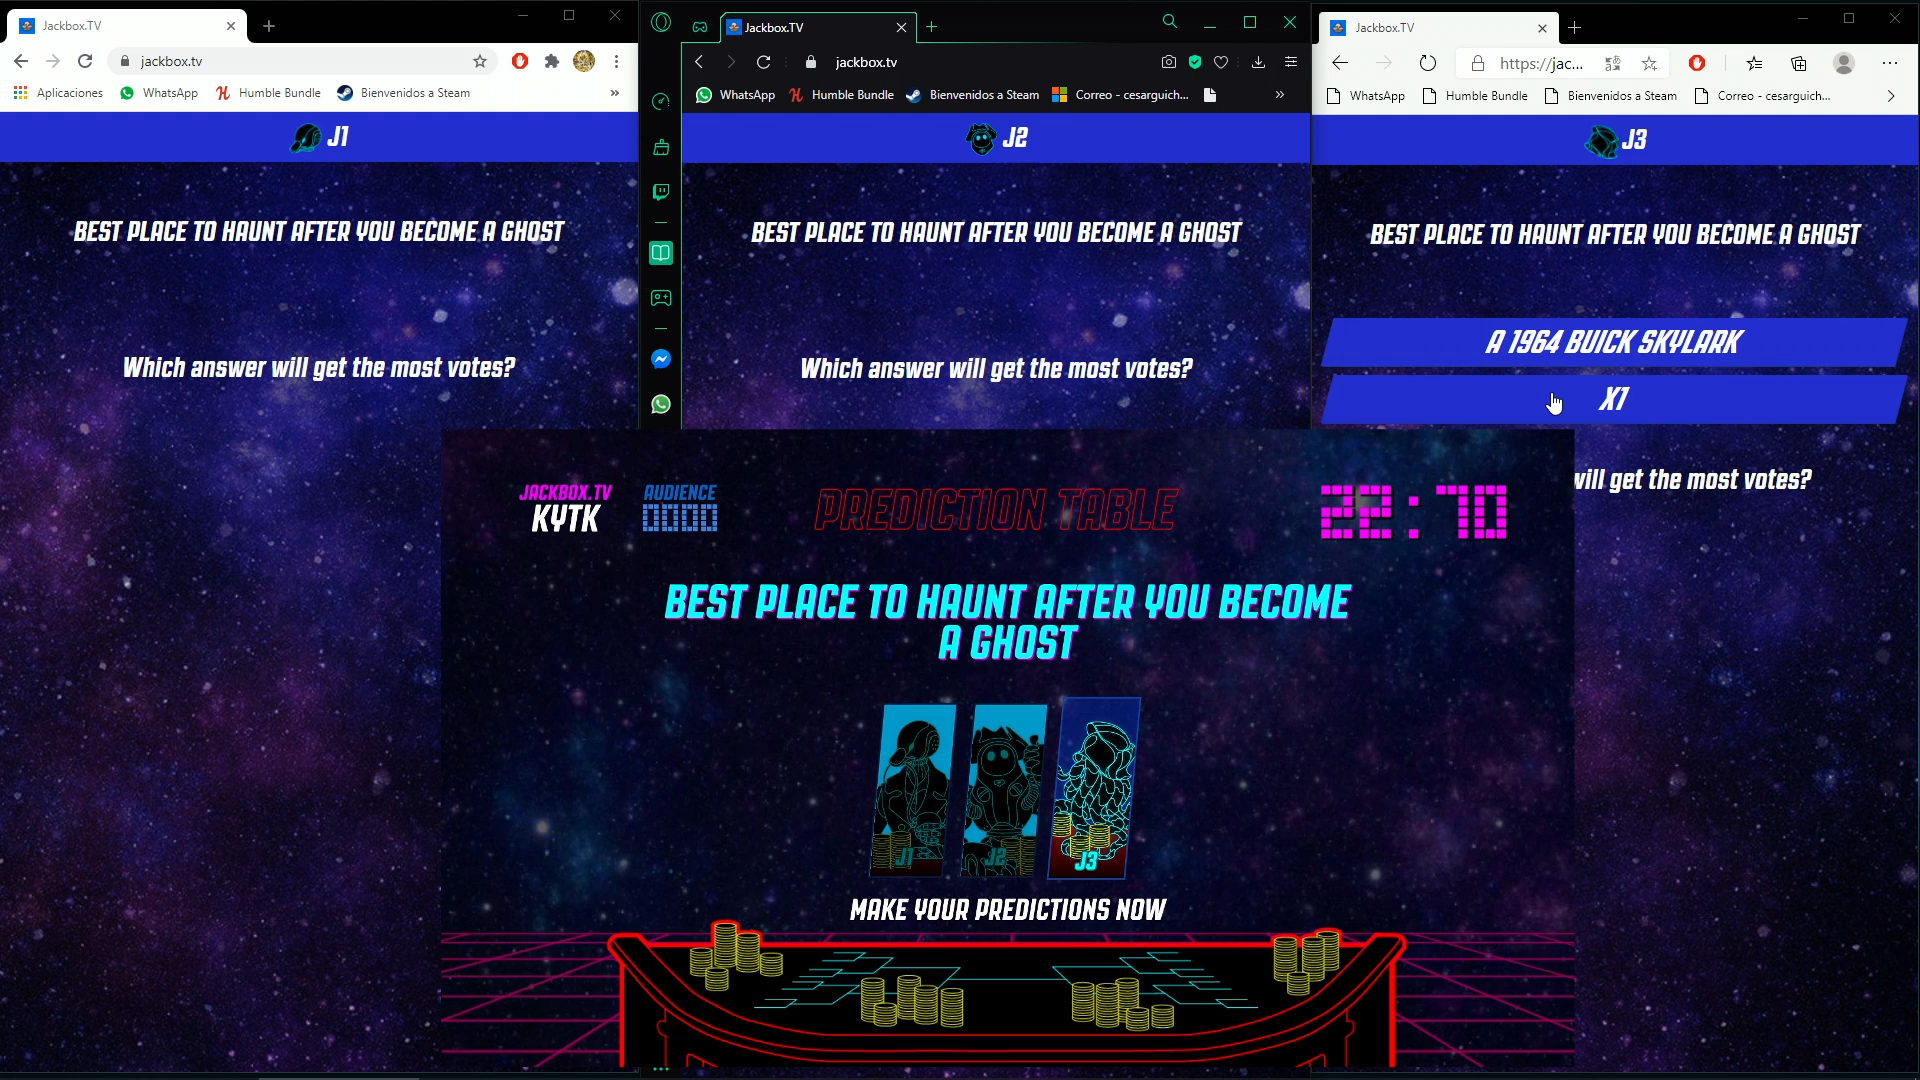 Jackbox.TV
jackbox.tv
Aplicaciones
WhatsApp
Humble Bundle
Bienvenidos a Steam
»
J1
BEST PLACE TO HAUNT AFTER YOU BECOME A GHOST
Which answer will get the most votes?
Jackbox.TV
jackbox.tv
WhatsApp
Humble Bundle
Bienvenidos a Steam
Correo - cesarguich...
»
J2
BEST PLACE TO HAUNT AFTER YOU BECOME A GHOST
Which answer will get the most votes?
Jackbox.TV
https://jac...
WhatsApp
Humble Bundle
Bienvenidos a Steam
Correo - cesarguich...
J3
BEST PLACE TO HAUNT AFTER YOU BECOME A GHOST
A 1964 BUICK SKYLARK
X1
will get the most votes?
JACKBOX.TV
KYTK
AUDIENCE
0000
PREDICTION TABLE
22:70
BEST PLACE TO HAUNT AFTER YOU BECOME
A GHOST
J1
J2
J3
MAKE YOUR PREDICTIONS NOW